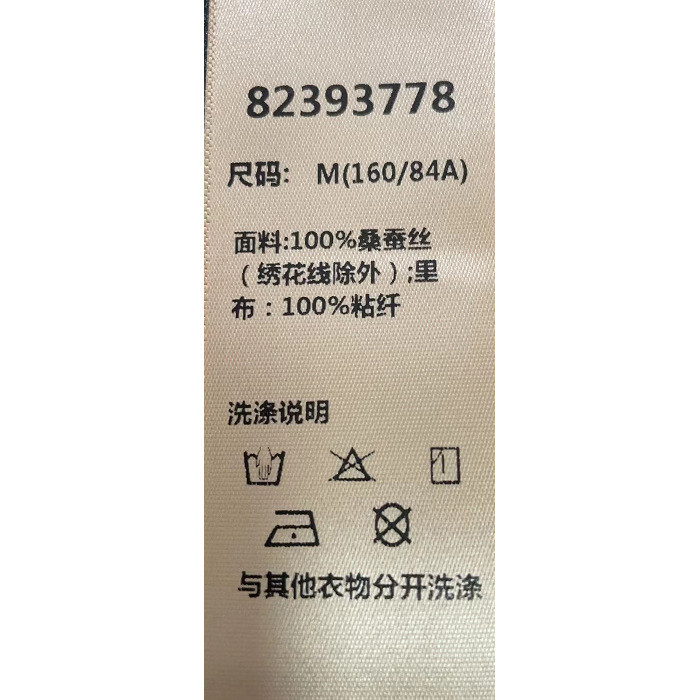 82393778
尺码: M(160/84A)
面料:100%桑蚕丝
（绣花线除外）;里
布：100%粘纤
洗涤说明
与其他衣物分开洗涤